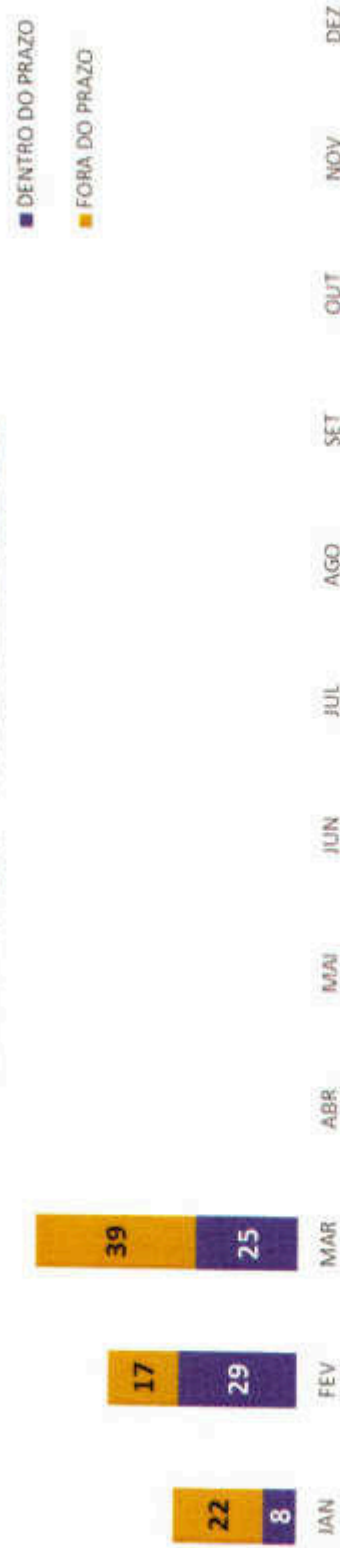 DENTRO DO PRAZO
FORA DO PRAZO
22 17 39
8 29 25
JAN FEV MAR ABR MAI JUN JUL AGO SET OUT NOV DEZ